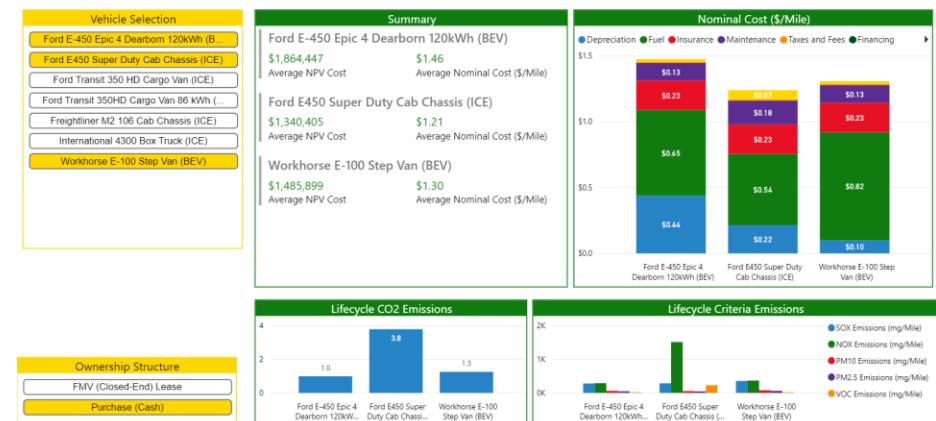 Vehicle Selection
Ford E-450 Epic 4 Dearborn 120kWh (B...
Ford E450 Super Duty Cab Chassis (ICE)
Ford Transit 350 HD Cargo Van (ICE)
Ford Transit 350HD Cargo Van 86 kWh (...
Freightliner M2 106 Cab Chassis (ICE)
International 4300 Box Truck (ICE)
Workhorse E-100 Step Van (BEV)
Summary
Ford E-450 Epic 4 Dearborn 120kWh (BEV)
$1,864,447 $1.46
Average NPV Cost Average Nominal Cost ($/Mile)
Ford E450 Super Duty Cab Chassis (ICE)
$1,340,405 $1.21
Average NPV Cost Average Nominal Cost ($/Mile)
Workhorse E-100 Step Van (BEV)
$1,485,899 $1.30
Average NPV Cost Average Nominal Cost ($/Mile)
Nominal Cost ($/Mile)
Depreciation Fuel Insurance Maintenance Taxes and Fees Financing
$1.5
$1.0
$0.5
$0.0
$0.13
$0.23
$0.65
$0.44
$0.07
$0.18
$0.23
$0.54
$0.22
$0.13
$0.23
$0.82
$0.10
Ford E-450 Epic 4 Ford E450 Super Duty Workhorse E-100 Step
Dearborn 120kWh (BEV) Cab Chassis (ICE) Van (BEV)
Ownership Structure
FMV (Closed-End) Lease
Purchase (Cash)
Lifecycle CO2 Emissions
4
2
0
1.0
3.8
1.3
Ford E-450 Epic 4 Ford E450 Super Workhorse E-100
Dearborn 120kW... Duty Cab Chassi... Step Van (BEV)
Lifecycle Criteria Emissions
2K
1K
0K
Ford E-450 Epic 4 Ford E450 Super Workhorse E-100
Dearborn 120kWh... Duty Cab Chassis (... Step Van (BEV)
SOX Emissions (mg/Mile)
NOX Emissions (mg/Mile)
PM10 Emissions (mg/Mile)
PM2.5 Emissions (mg/Mile)
VOC Emissions (mg/Mile)